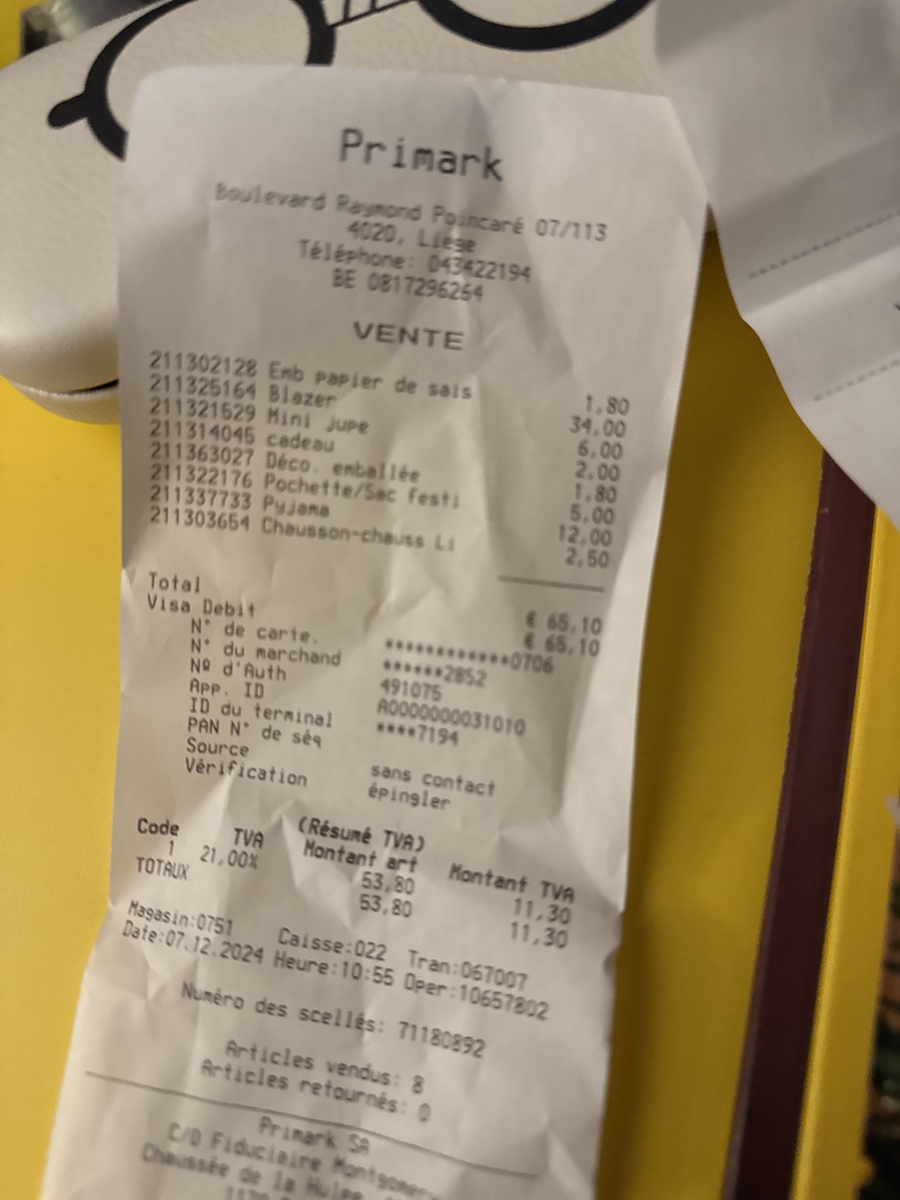 Primark
Boulevard Raymond Poincaré 07/113
4020, Liege
Téléphone: 043422194
BE 0817296264
VENTE
211302128 Emb papier de sais 1,80
211325164 Blazer 34,00
211321529 Mini jupe 6,00
211314045 cadeau 2,00
211363027 Déco. emballée 1,80
211322176 Pochette/Sac festi 5,00
211337733 Pyjama 12,00
211303654 Chausson-chauss Li 2,50
Total € 65,10
Visa Debit € 65,10
N° de carte. ************0706
N° du marchand ******2852
Nº d'Auth 491075
App. ID A0000000031010
ID du terminal ****7194
PAN N° de séq
Source sans contact
Vérification épingler
(Résumé TVA)
Code TVA Montant art Montant TVA
1 21,00% 53,80 11,30
TOTAUX 53,80 11,30
Magasin:0751 Caisse:022 Tran:067007
Date:07.12.2024 Heure:10:55 Oper:10657802
Numéro des scellés: 71180892
Articles vendus: 8
Articles retournés: 0
Primark SA
C/O Fiduciaire Montgomery
Chaussée de la Hulpe